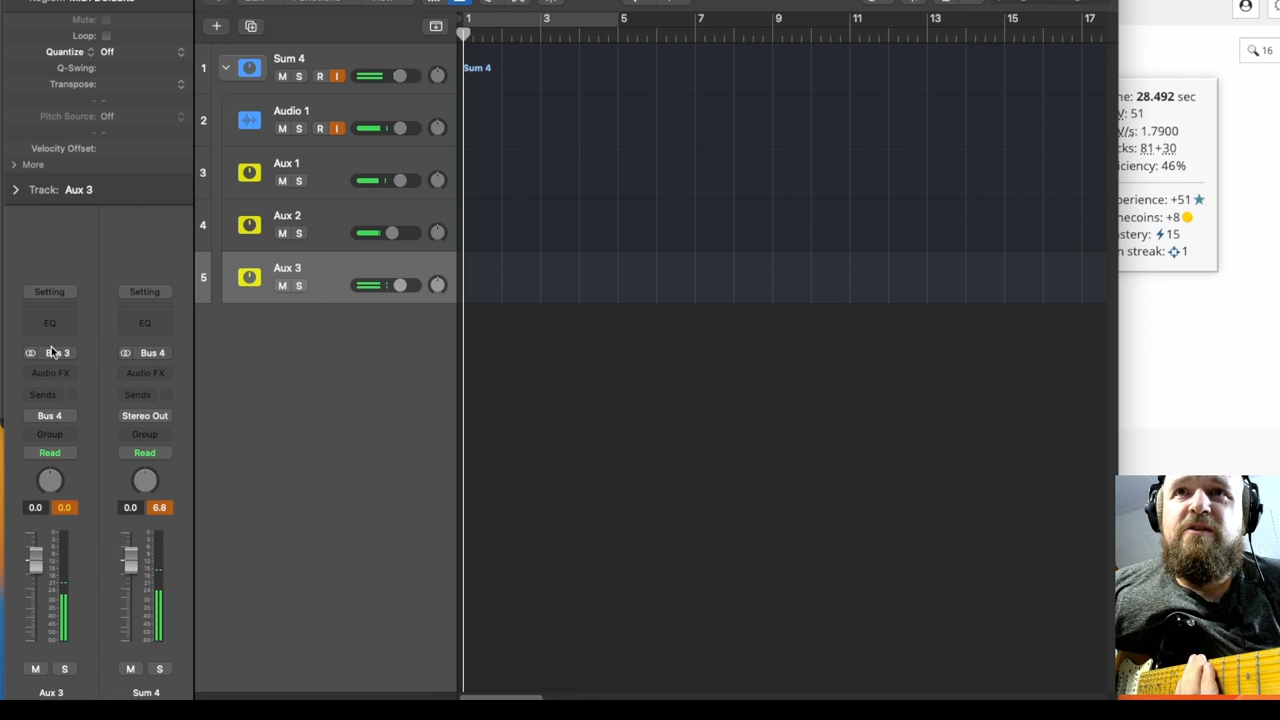 Mute:
Loop:
Quantize Off
Q-Swing:
Transpose:
Pitch Source: Off
Velocity Offset:
More
Track: Aux 3
Setting Setting
EQ EQ
Bus 3 Bus 4
Audio FX Audio FX
Sends Sends
Bus 4 Stereo Out
Group Group
Read Read
0.0 0.0 0.0 6.8
M S M S
Aux 3 Sum 4
1 3 5 7 9 11 13 15 17
1 Sum 4
M S R I
Sum 4
2 Audio 1
M S R I
3 Aux 1
M S
4 Aux 2
M S
5 Aux 3
M S
16
28.492 sec
51
1.7900
81+30
46%
+51
+8
15
1